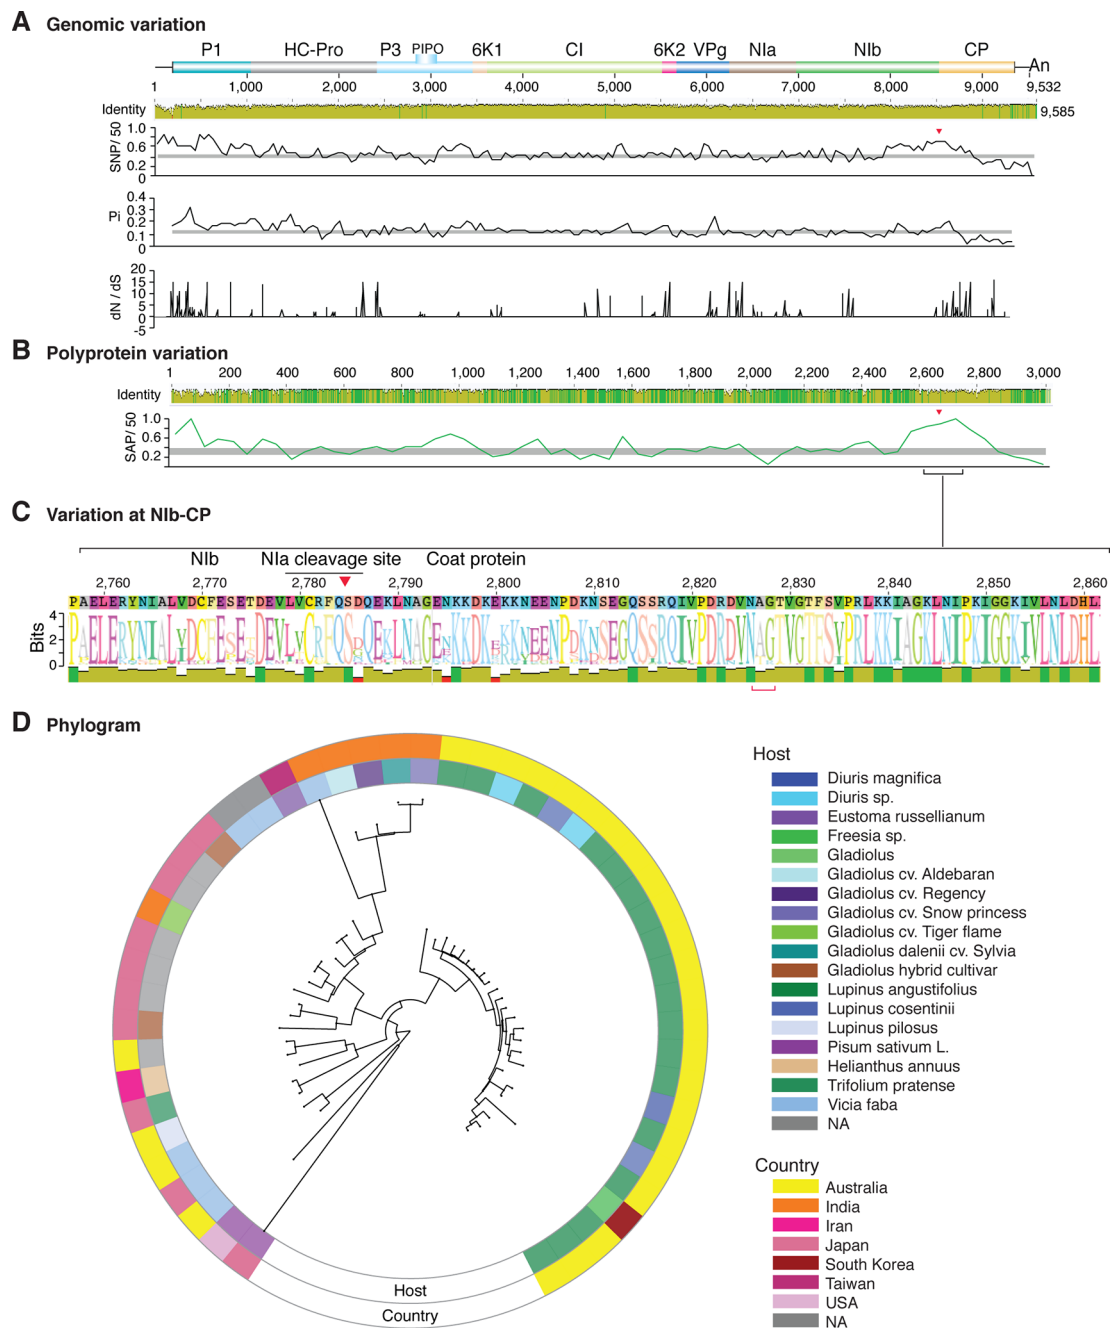 A Genomic variation
P1 HC-Pro P3 PIPO 6K1 CI 6K2 VPg NIa NIb CP An
1 1,000 2,000 3,000 4,000 5,000 6,000 7,000 8,000 9,000 9,532
Identity 9,585
SNP/ 50
1.0
0.6
0.2
0
Pi
0.4
0.3
0.2
0.1
0
dN / dS
20
15
10
5
0
-5
B Polyprotein variation
1 200 400 600 800 1,000 1,200 1,400 1,600 1,800 2,000 2,200 2,400 2,600 2,800 3,000
Identity
SAP/ 50
1.0
0.6
0.2
C Variation at NIb-CP
NIb NIa cleavage site Coat protein
2,760 2,770 2,780 2,790 2,800 2,810 2,820 2,830 2,840 2,850 2,860
PAELERYNIALVDCFESETDEVLVCRFQSDQEKLNAGENKKDKEKKNEENPDKNSEGQSSRQIVPDRDVNAGTVGTFSVPRLKKIAGKLNIPKIGGKIVLNLDHL
Bits
4
2
0
D Phylogram
Host
Diuris magnifica
Diuris sp.
Eustoma russellianum
Freesia sp.
Gladiolus
Gladiolus cv. Aldebaran
Gladiolus cv. Regency
Gladiolus cv. Snow princess
Gladiolus cv. Tiger flame
Gladiolus dalenii cv. Sylvia
Gladiolus hybrid cultivar
Lupinus angustifolius
Lupinus cosentinii
Lupinus pilosus
Pisum sativum L.
Helianthus annuus
Trifolium pratense
Vicia faba
NA
Country
Australia
India
Iran
Japan
South Korea
Taiwan
USA
NA
Host
Country